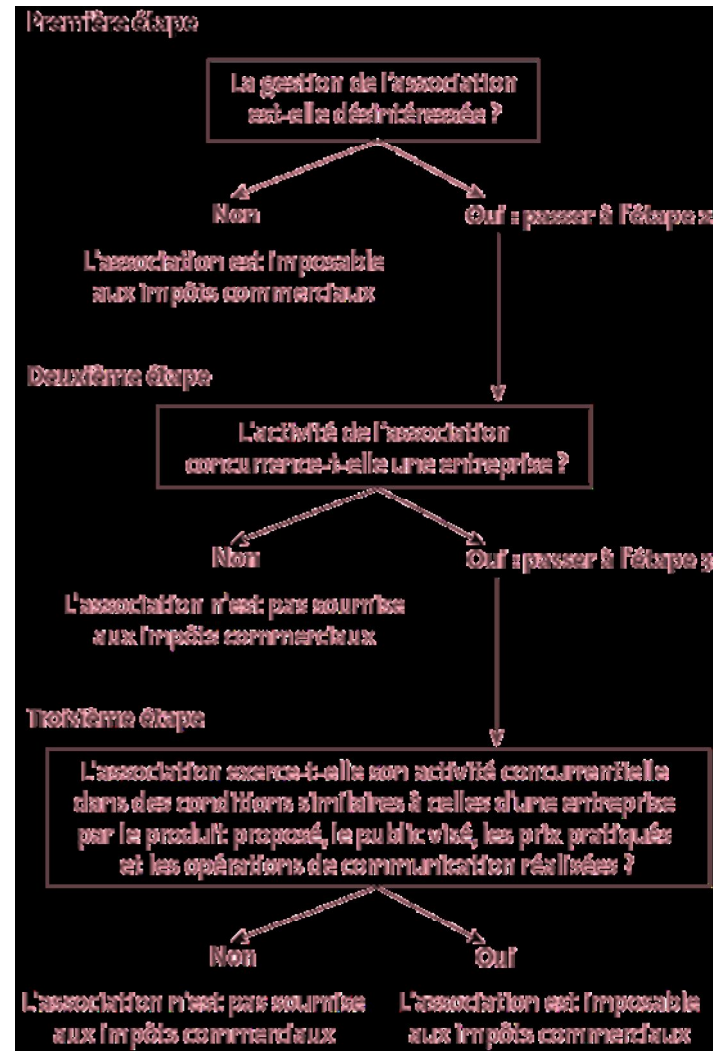 Première étape
La gestion de l'association
est-elle désintéressée ?
Non
Oui : passer à l'étape 2
L'association est imposable
aux impôts commerciaux
Deuxième étape
L'activité de l'association
concurrence-t-elle une entreprise ?
Non
Oui : passer à l'étape 3
L'association n'est pas soumise
aux impôts commerciaux
Troisième étape
L'association exerce-t-elle son activité concurrentielle
dans des conditions similaires à celles d'une entreprise
par le produit proposé, le public visé, les prix pratiqués
et les opérations de communication réalisées ?
Non
Oui
L'association n'est pas soumise
aux impôts commerciaux
L'association est imposable
aux impôts commerciaux